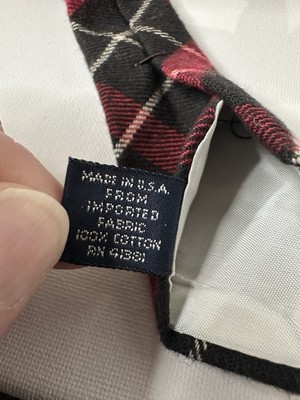 MADE IN U.S.A.
FROM
IMPORTED
FABRIC
100% COTTON
RN 41381